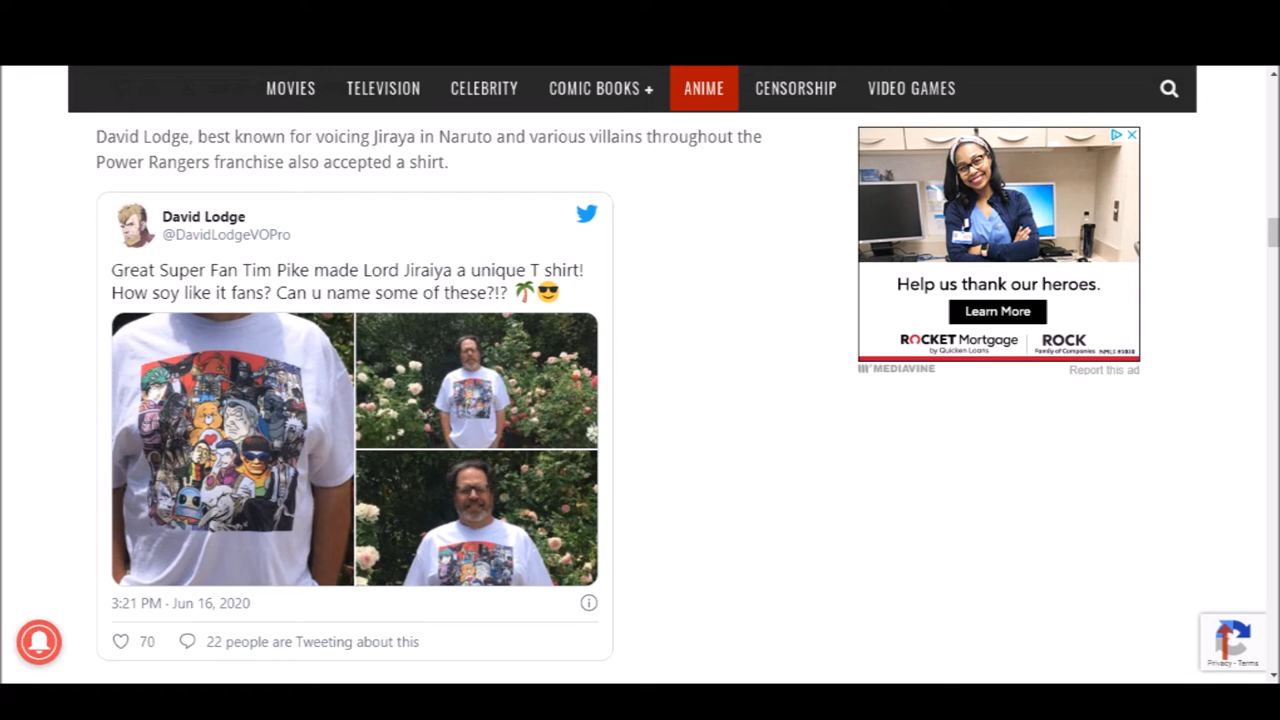 MOVIES TELEVISION CELEBRITY COMIC BOOKS + ANIME CENSORSHIP VIDEO GAMES
David Lodge, best known for voicing Jiraya in Naruto and various villains throughout the
Power Rangers franchise also accepted a shirt.
David Lodge
@DavidLodgeVOPro
Great Super Fan Tim Pike made Lord Jiraiya a unique T shirt!
How soy like it fans? Can u name some of these?!? 🌴😎
3:21 PM · Jun 16, 2020
70 22 people are Tweeting about this
Help us thank our heroes.
Learn More
ROCKET Mortgage
by Quicken Loans
ROCK
Family of Companies NMLS #3030
MEDIAVINE
Report this ad
Privacy - Terms